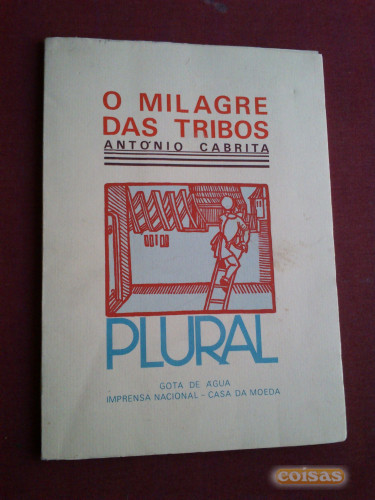 O MILAGRE
DAS TRIBOS
ANTÓNIO CABRITA
PLURAL
GOTA DE ÁGUA
IMPRENSA NACIONAL - CASA DA MOEDA
coisas